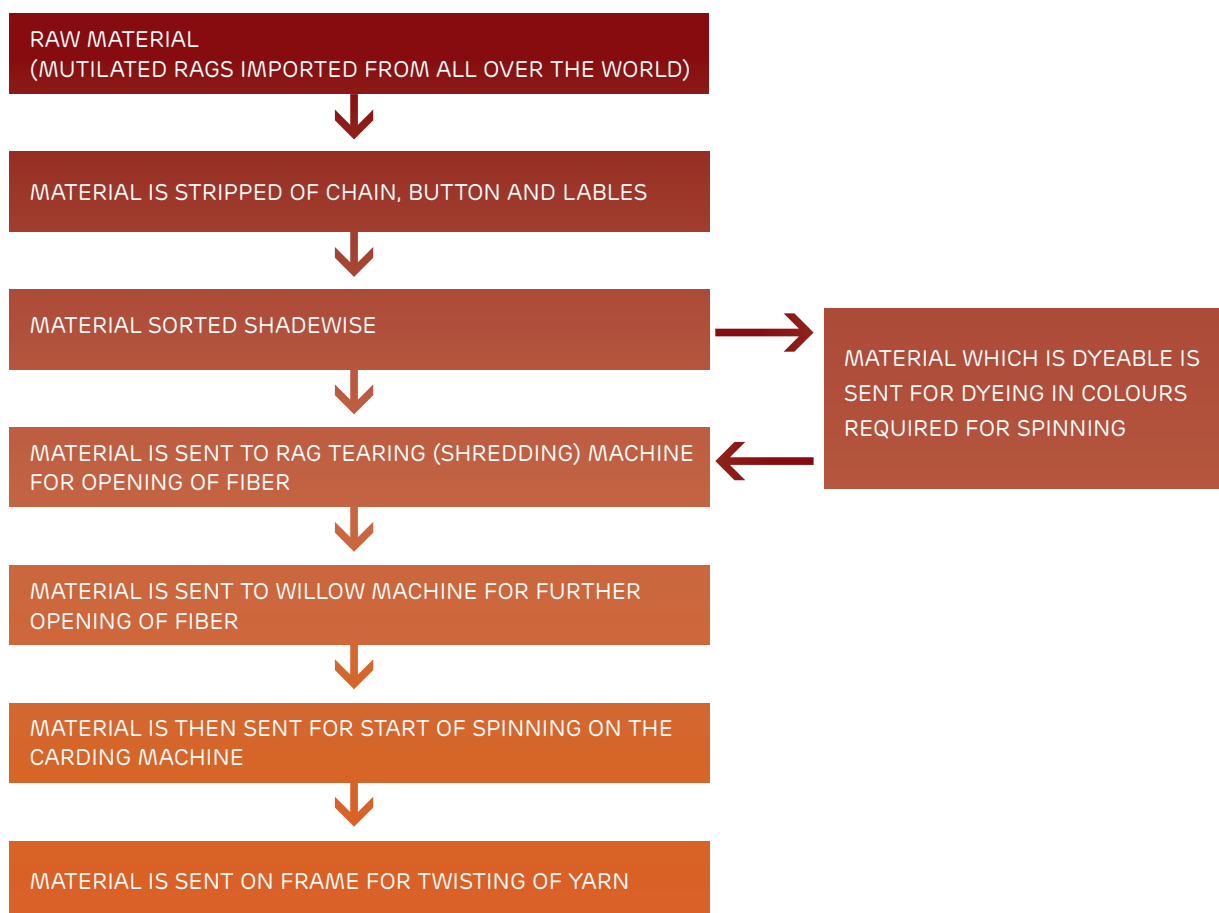 RAW MATERIAL
(MUTILATED RAGS IMPORTED FROM ALL OVER THE WORLD)
MATERIAL IS STRIPPED OF CHAIN, BUTTON AND LABLES
MATERIAL SORTED SHADEWISE
MATERIAL WHICH IS DYEABLE IS
SENT FOR DYEING IN COLOURS
REQUIRED FOR SPINNING
MATERIAL IS SENT TO RAG TEARING (SHREDDING) MACHINE
FOR OPENING OF FIBER
MATERIAL IS SENT TO WILLOW MACHINE FOR FURTHER
OPENING OF FIBER
MATERIAL IS THEN SENT FOR START OF SPINNING ON THE
CARDING MACHINE
MATERIAL IS SENT ON FRAME FOR TWISTING OF YARN